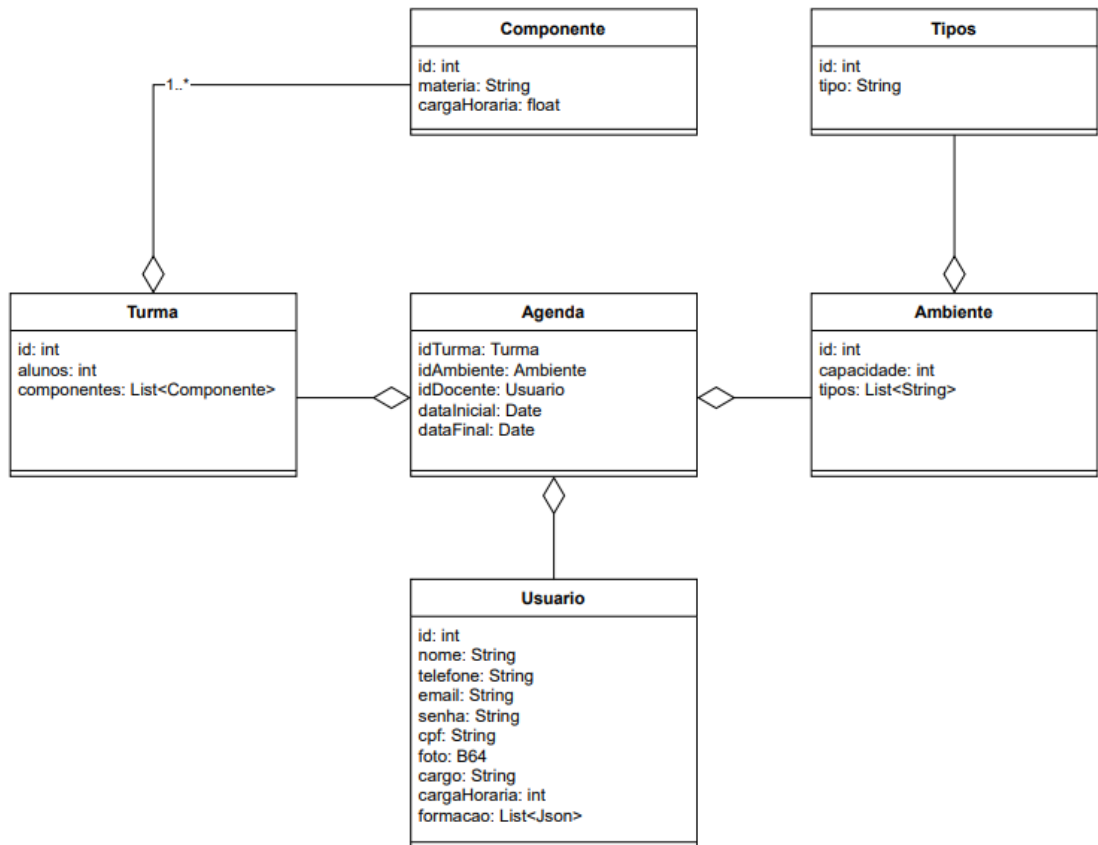 Componente
id: int
materia: String
cargaHoraria: float
Tipos
id: int
tipo: String
1..*
Turma
id: int
alunos: int
componentes: List<Componente>
Agenda
idTurma: Turma
idAmbiente: Ambiente
idDocente: Usuario
dataInicial: Date
dataFinal: Date
Ambiente
id: int
capacidade: int
tipos: List<String>
Usuario
id: int
nome: String
telefone: String
email: String
senha: String
cpf: String
foto: B64
cargo: String
cargaHoraria: int
formacao: List<Json>